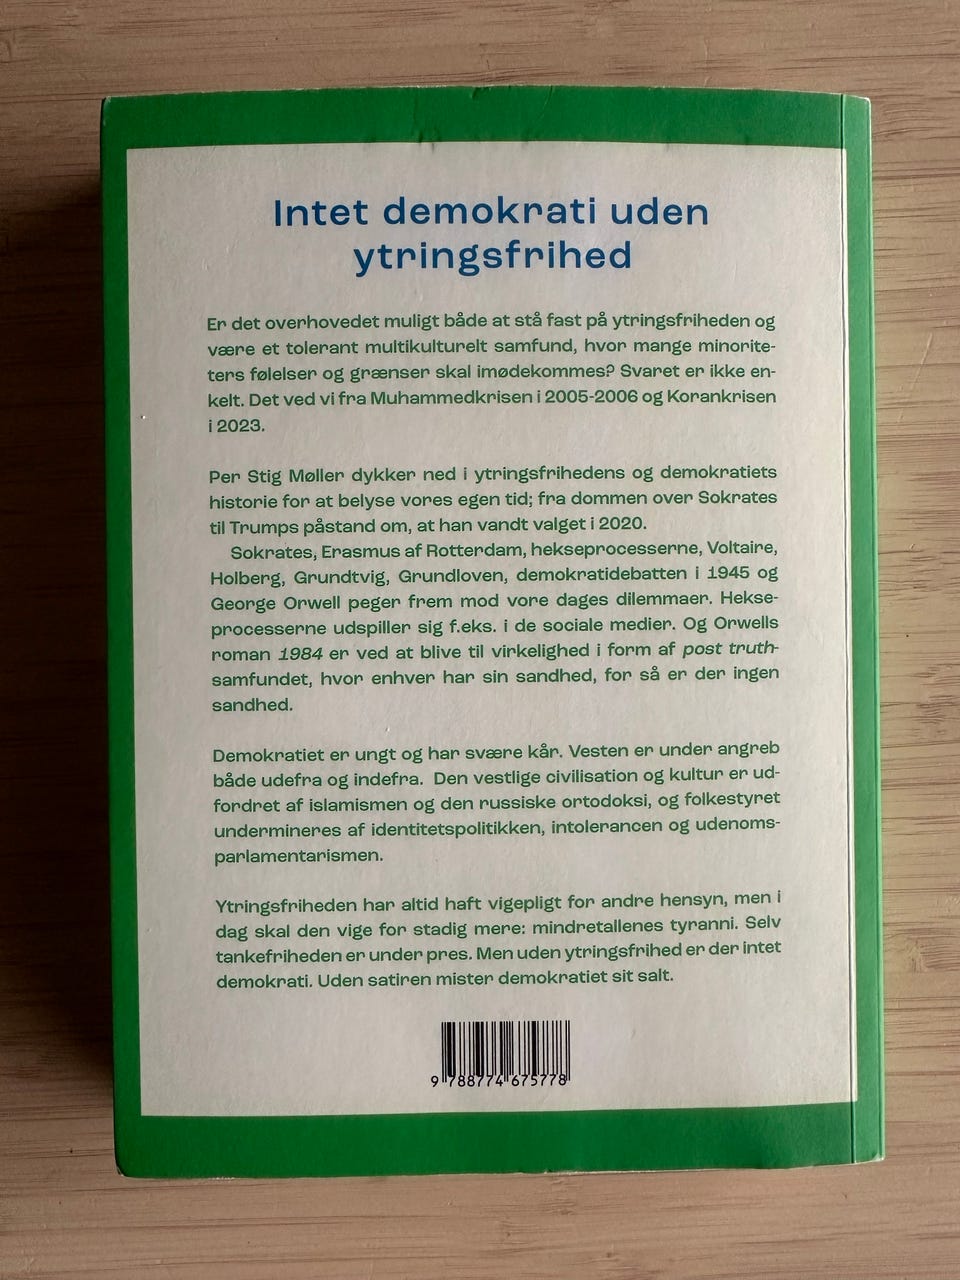 Intet demokrati uden
ytringsfrihed
Er det overhovedet muligt både at stå fast på ytringsfriheden og
være et tolerant multikulturelt samfund, hvor mange minorite-
ters følelser og grænser skal imødekommes? Svaret er ikke en-
kelt. Det ved vi fra Muhammedkrisen i 2005-2006 og Korankrisen
i 2023.
Per Stig Møller dykker ned i ytringsfrihedens og demokratiets
historie for at belyse vores egen tid; fra dommen over Sokrates
til Trumps påstand om, at han vandt valget i 2020.
Sokrates, Erasmus af Rotterdam, hekseprocesserne, Voltaire,
Holberg, Grundtvig, Grundloven, demokratidebatten i 1945 og
George Orwell peger frem mod vore dages dilemmaer. Hekse-
processerne udspiller sig f.eks. i de sociale medier. Og Orwells
roman 1984 er ved at blive til virkelighed i form af post truth-
samfundet, hvor enhver har sin sandhed, for så er der ingen
sandhed.
Demokratiet er ungt og har svære kår. Vesten er under angreb
både udefra og indefra. Den vestlige civilisation og kultur er ud-
fordret af islamismen og den russiske ortodoksi, og folkestyret
undermineres af identitetspolitikken, intolerancen og udenoms-
parlamentarismen.
Ytringsfriheden har altid haft vigepligt for andre hensyn, men i
dag skal den vige for stadig mere: mindretallenes tyranni. Selv
tankefriheden er under pres. Men uden ytringsfrihed er der intet
demokrati. Uden satiren mister demokratiet sit salt.
9 788774 675778